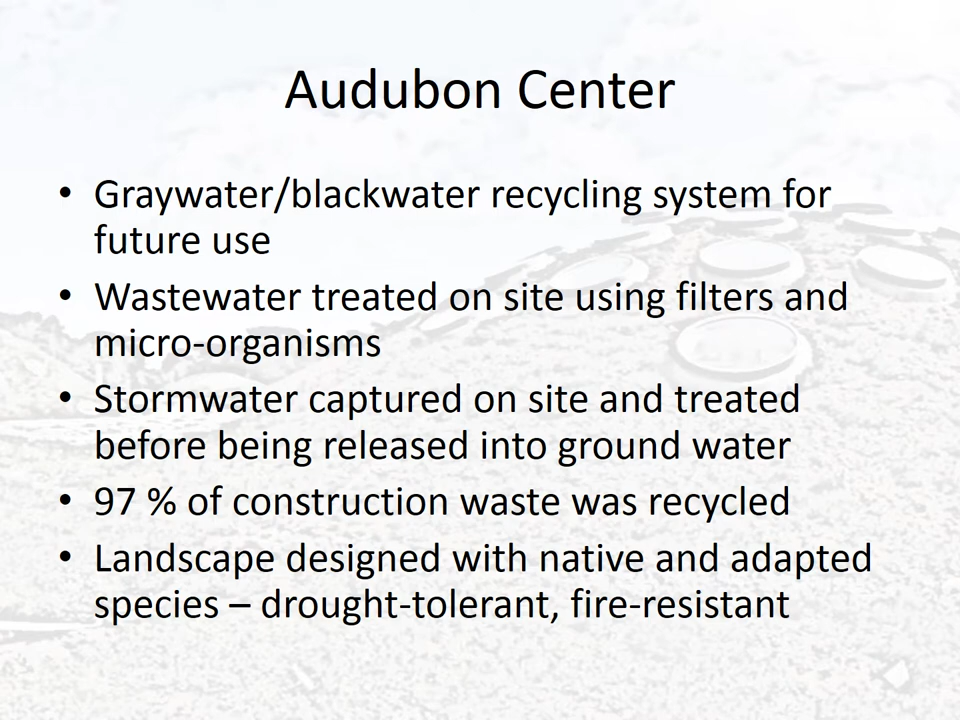 Audubon Center
• Graywater/blackwater recycling system for
future use
• Wastewater treated on site using filters and
micro-organisms
• Stormwater captured on site and treated
before being released into ground water
• 97 % of construction waste was recycled
• Landscape designed with native and adapted
species – drought-tolerant, fire-resistant